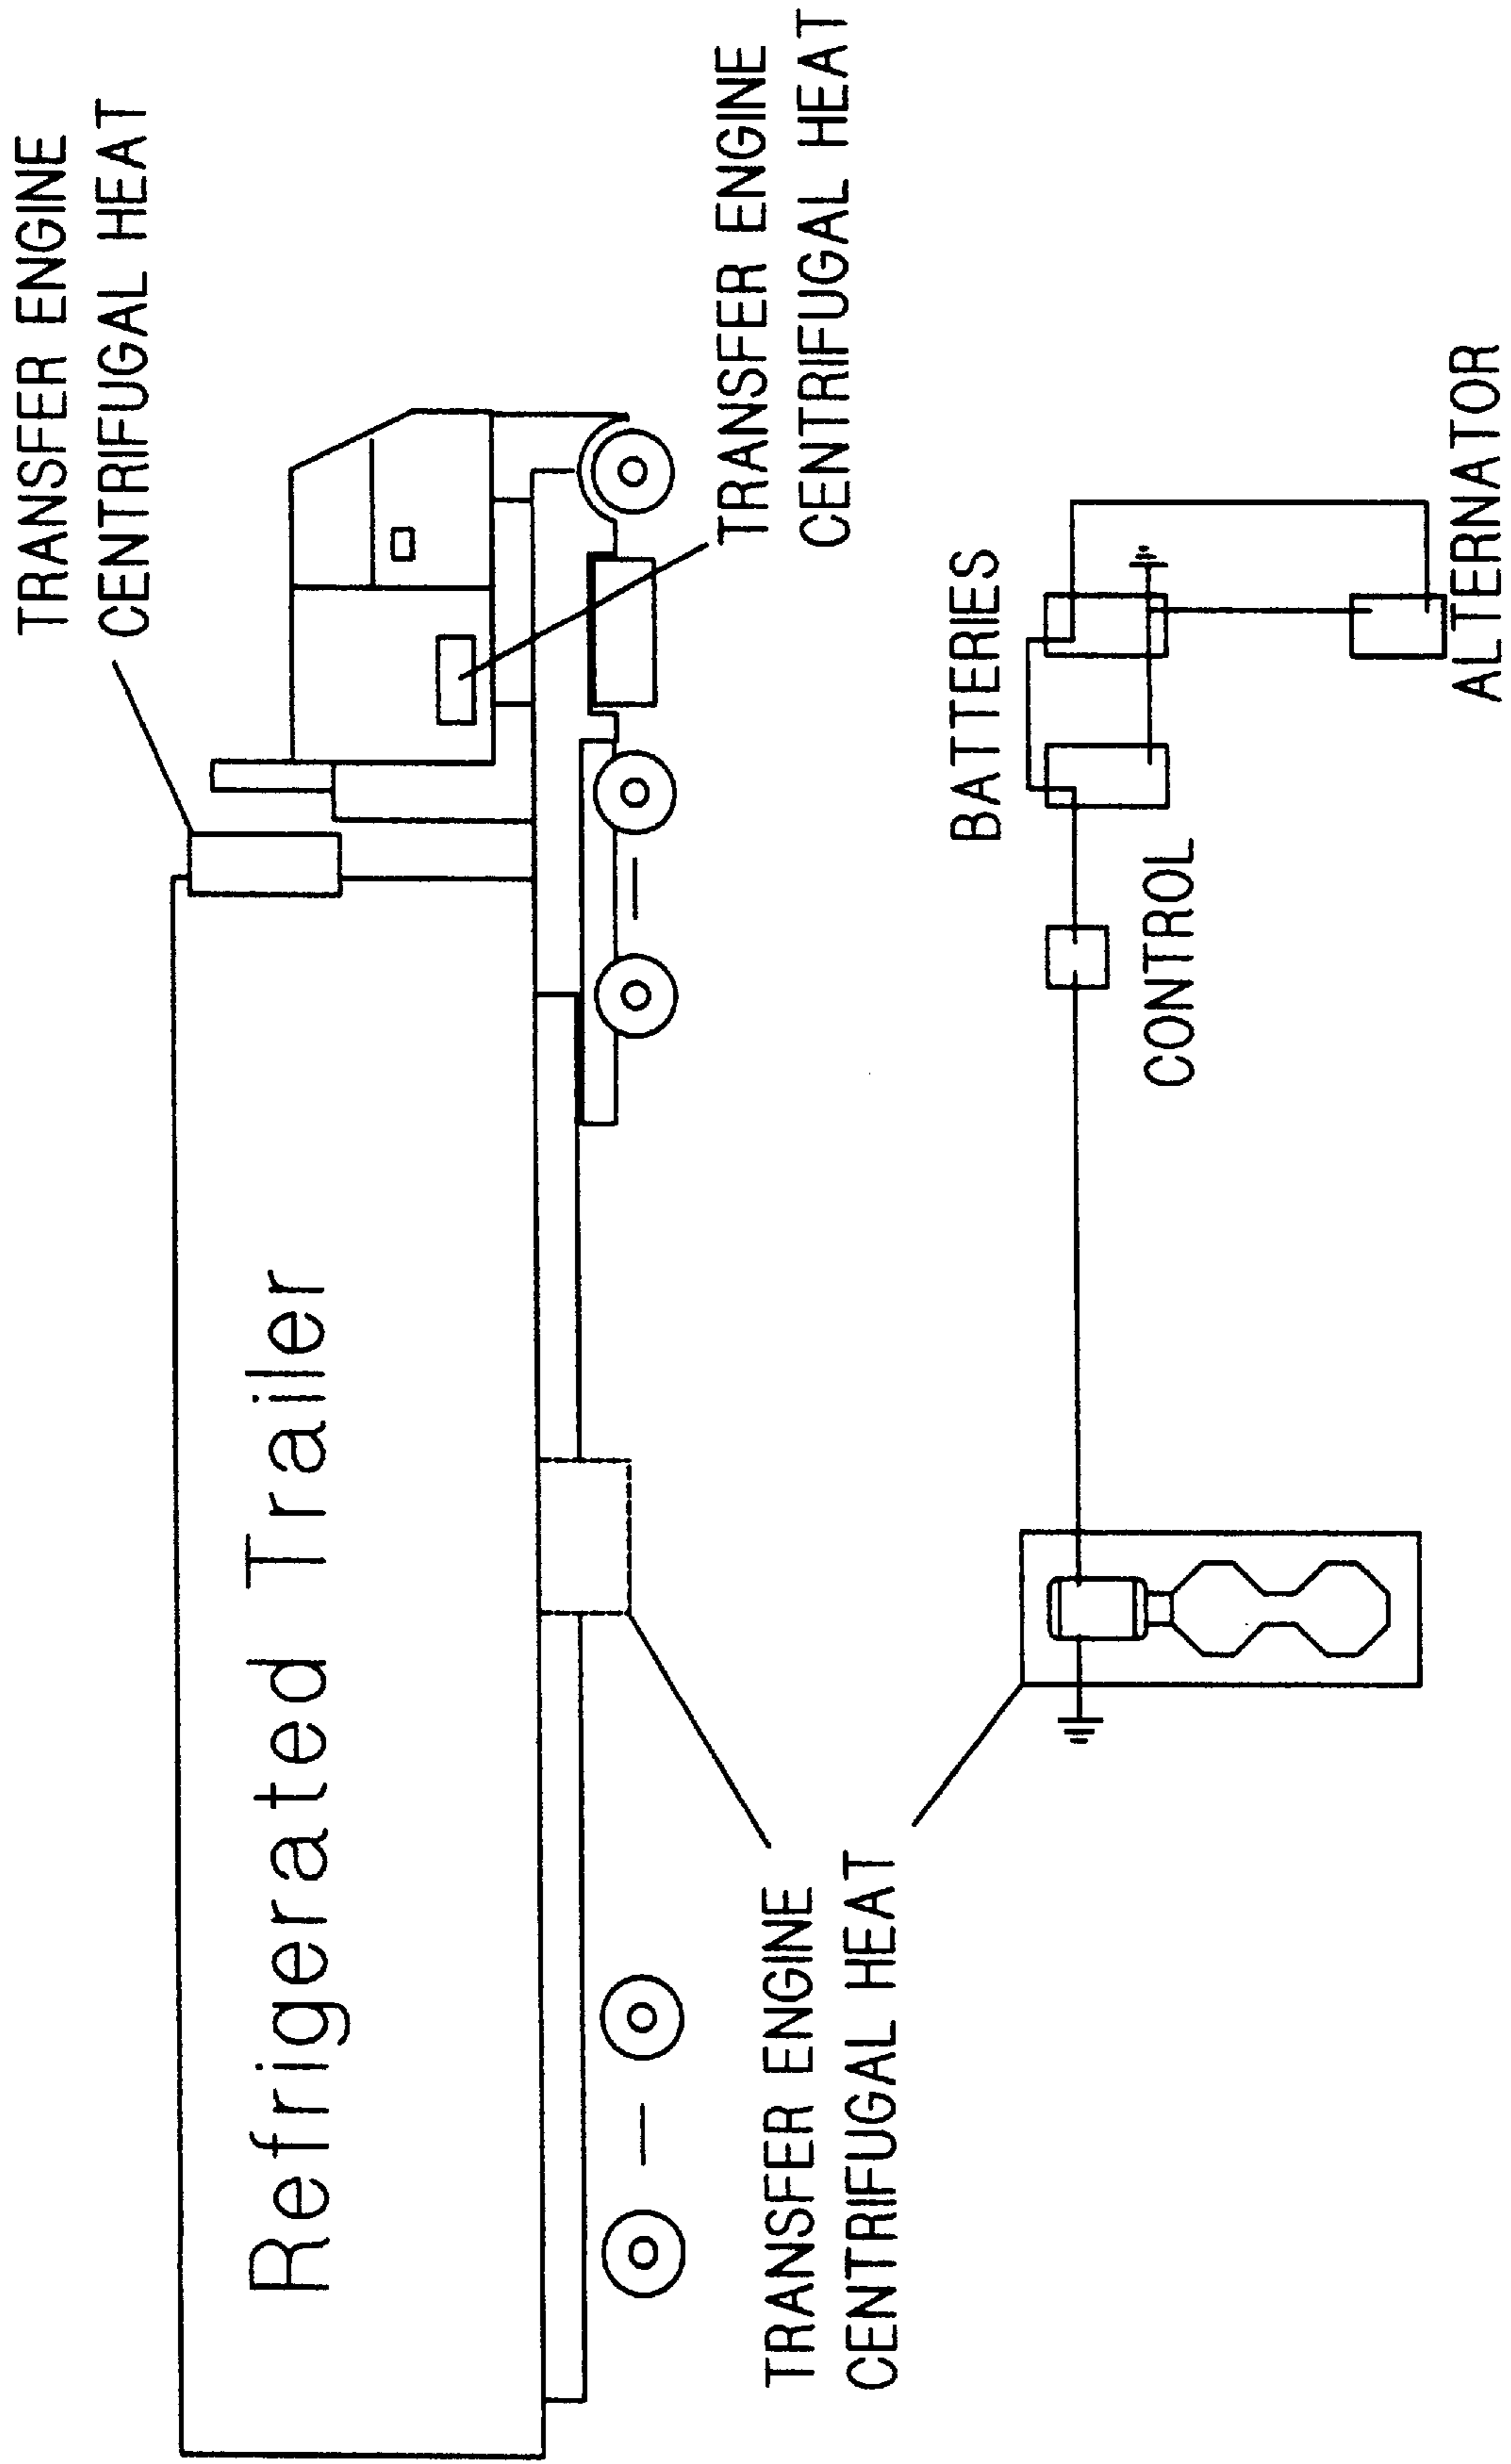 TRANSFER ENGINE
CENTRIFUGAL HEAT
Refrigerated Trailer
TRANSFER ENGINE
CENTRIFUGAL HEAT
TRANSFER ENGINE
CENTRIFUGAL HEAT
BATTERIES
CONTROL
ALTERNATOR